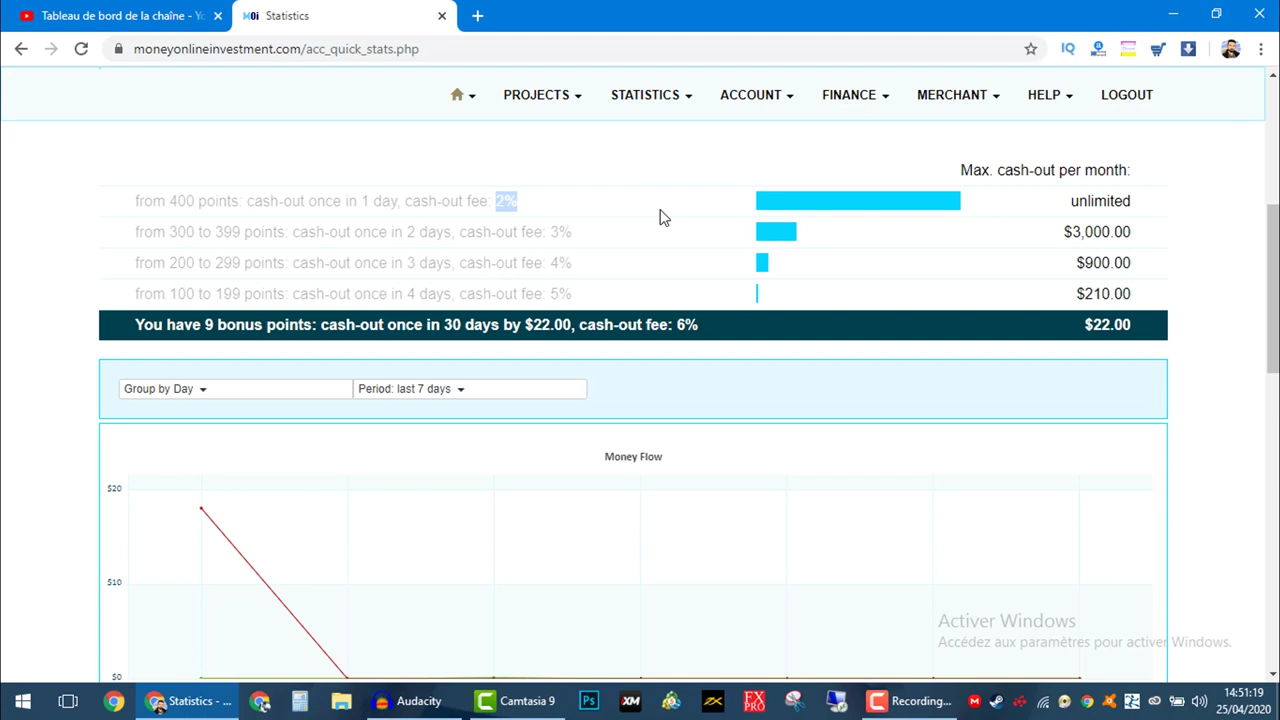 Tableau de bord de la chaîne - Yo
Statistics
moneyonlineinvestment.com/acc_quick_stats.php
PROJECTS STATISTICS ACCOUNT FINANCE MERCHANT HELP LOGOUT
Max. cash-out per month:
from 400 points: cash-out once in 1 day, cash-out fee: 2% unlimited
from 300 to 399 points: cash-out once in 2 days, cash-out fee: 3% $3,000.00
from 200 to 299 points: cash-out once in 3 days, cash-out fee: 4% $900.00
from 100 to 199 points: cash-out once in 4 days, cash-out fee: 5% $210.00
You have 9 bonus points: cash-out once in 30 days by $22.00, cash-out fee: 6% $22.00
Group by Day Period: last 7 days
Money Flow
$20
$10
$0
Activer Windows
Accédez aux paramètres pour activer Windows.
Statistics - ... Audacity Camtasia 9 Ps XM FX PRO Recording...
14:51:19
25/04/2020